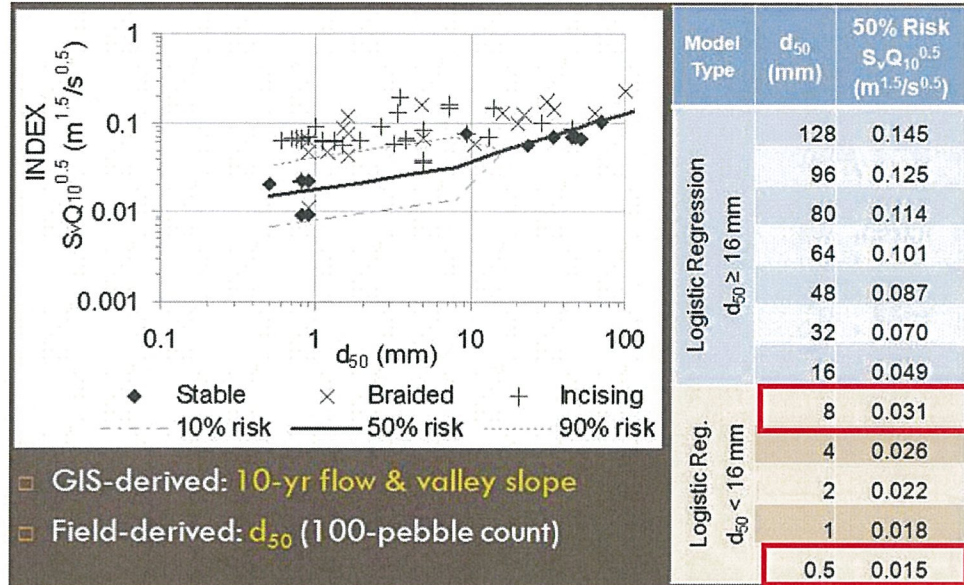 1
0.1
0.01
0.001
INDEX
SvQ10^0.5 (m^1.5/s^0.5)
0.1 1 10 100
d50 (mm)
Stable Braided Incising
10% risk 50% risk 90% risk
GIS-derived: 10-yr flow & valley slope
Field-derived: d50 (100-pebble count)
Model Type d50 (mm) 50% Risk SvQ10^0.5 (m^1.5/s^0.5)
Logistic Regression
d50 ≥ 16 mm
128 0.145
96 0.125
80 0.114
64 0.101
48 0.087
32 0.070
16 0.049
Logistic Reg.
d50 < 16 mm
8 0.031
4 0.026
2 0.022
1 0.018
0.5 0.015